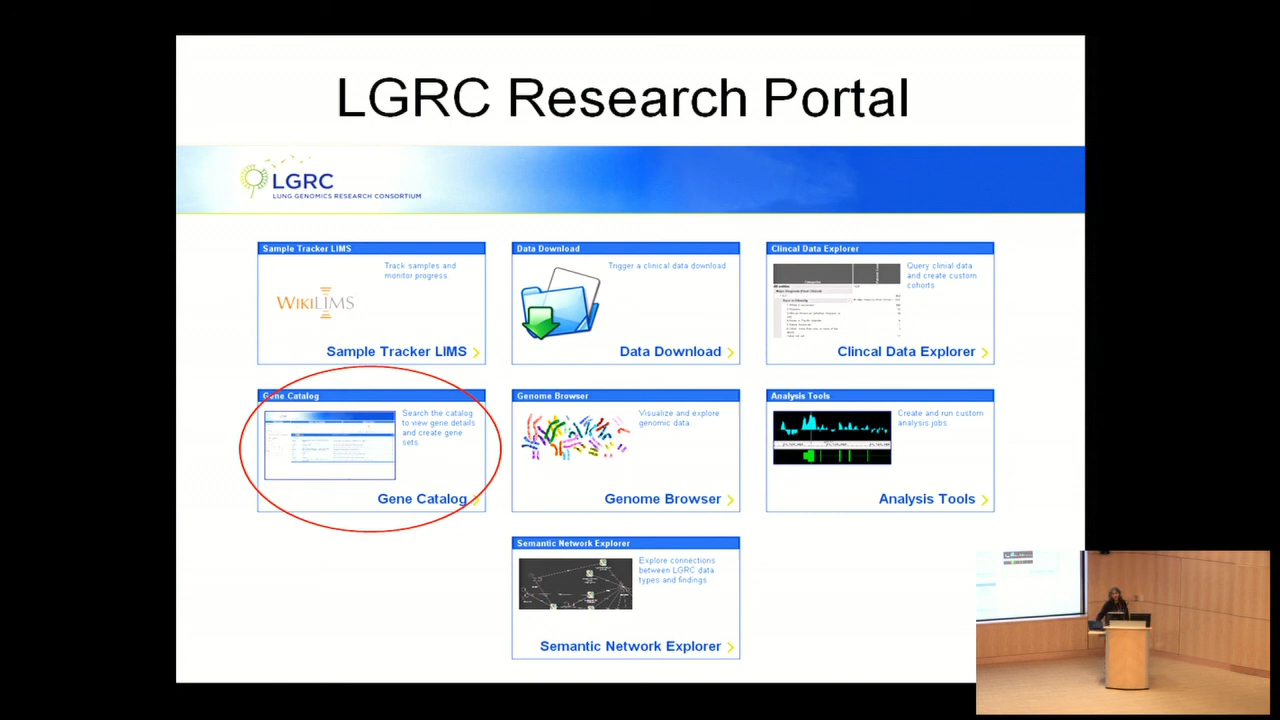 LGRC Research Portal
LGRC
LUNG GENOMICS RESEARCH CONSORTIUM
Sample Tracker LIMS
Track samples and
monitor progress
WIKILIMS
Sample Tracker LIMS
Data Download
Trigger a clinical data download
Data Download
Clincal Data Explorer
Query clinial data
and create custom
cohorts
Clincal Data Explorer
Gene Catalog
Search the catalog
to view gene details
and create gene
sets
Gene Catalog
Genome Browser
Visualize and explore
genomic data
Genome Browser
Analysis Tools
Create and run custom
analysis jobs
Analysis Tools
Semantic Network Explorer
Explore connections
between LGRC data
types and findings
Semantic Network Explorer